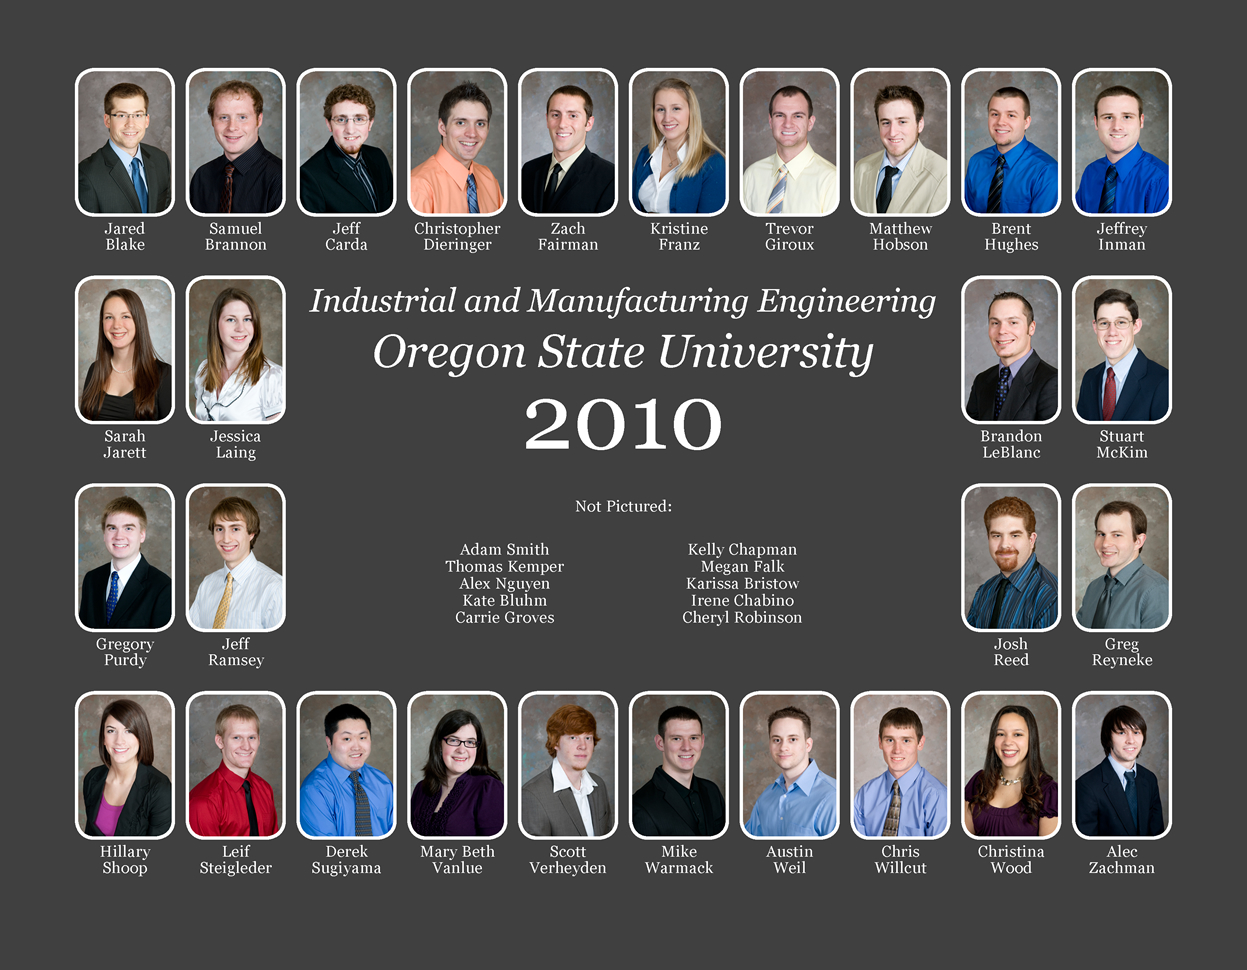 Jared Samuel Jeff Christopher Zach Kristine Trevor Matthew Brent Jeffrey
Blake Brannon Carda Dieringer Fairman Franz Giroux Hobson Hughes Inman
Industrial and Manufacturing Engineering
Oregon State University
2010
Sarah Jessica Brandon Stuart
Jarett Laing LeBlanc McKim
Not Pictured:
Adam Smith Kelly Chapman
Thomas Kemper Megan Falk
Alex Nguyen Karissa Bristow
Kate Bluhm Irene Chabino
Carrie Groves Cheryl Robinson
Gregory Jeff Josh Greg
Purdy Ramsey Reed Reyneke
Hillary Leif Derek Mary Beth Scott Mike Austin Chris Christina Alec
Shoop Steigleder Sugiyama Vanlue Verheyden Warmack Weil Willcut Wood Zachman